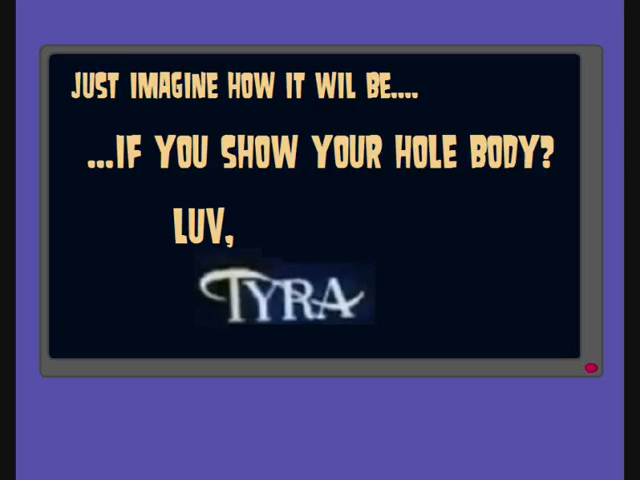 JUST IMAGINE HOW IT WIL BE....
...IF YOU SHOW YOUR HOLE BODY?
LUV,
TYRA